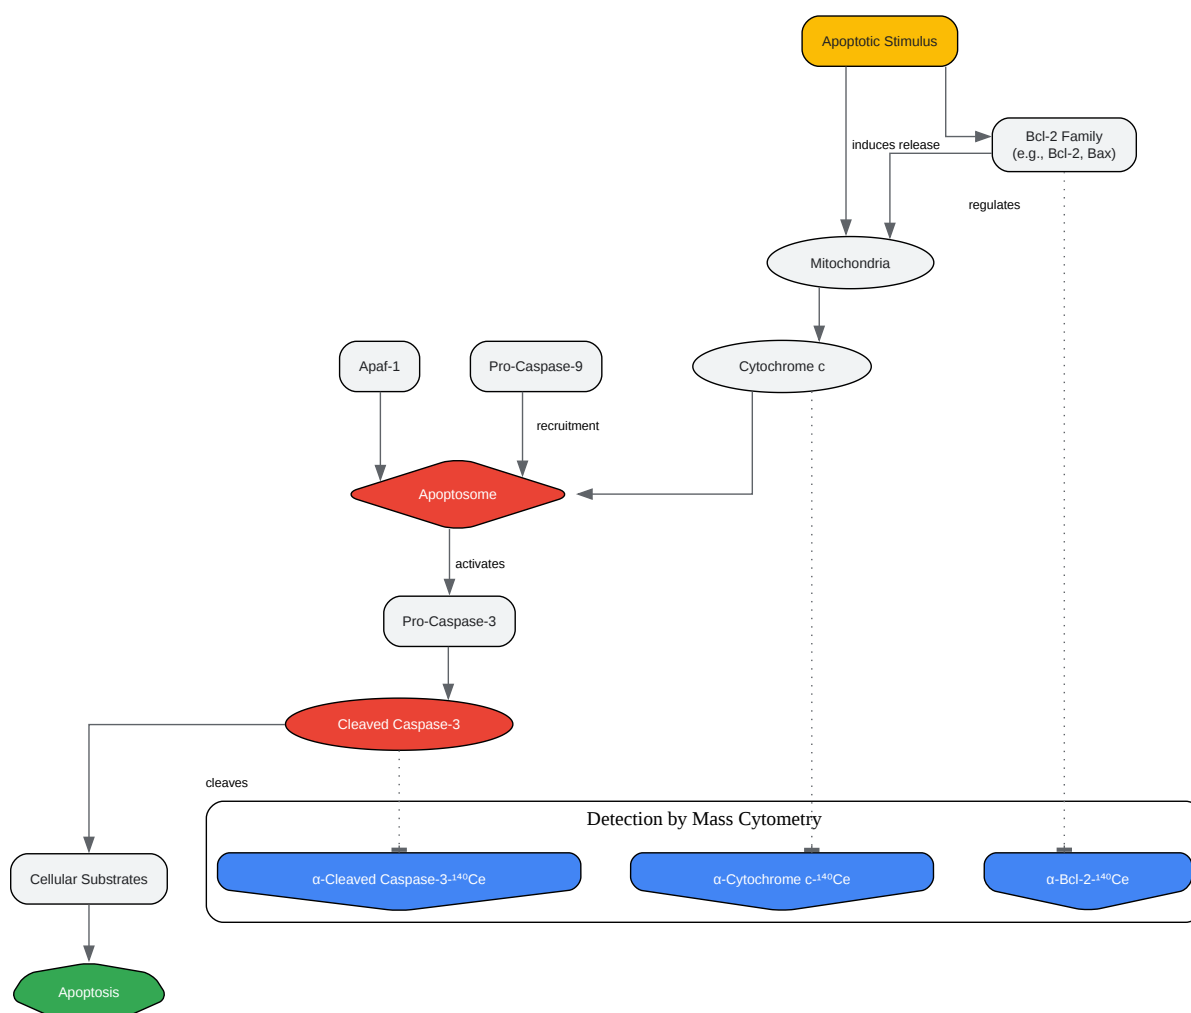 Apoptotic Stimulus
Bcl-2 Family
(e.g., Bcl-2, Bax)
induces release
regulates
Mitochondria
Apaf-1
Pro-Caspase-9
Cytochrome c
recruitment
Apoptosome
activates
Pro-Caspase-3
Cleaved Caspase-3
cleaves
Detection by Mass Cytometry
Cellular Substrates
α-Cleaved Caspase-3-¹⁴⁰Ce
α-Cytochrome c-¹⁴⁰Ce
α-Bcl-2-¹⁴⁰Ce
Apoptosis